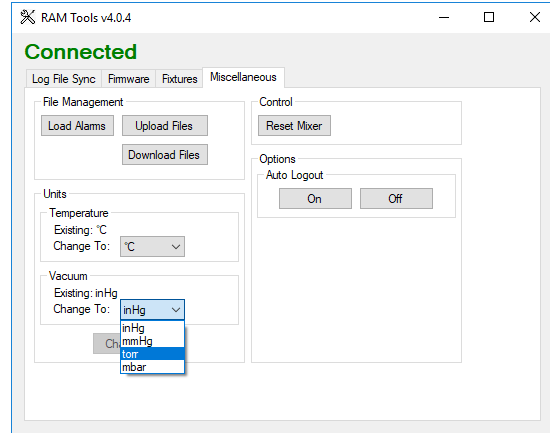 RAM Tools v4.0.4
Connected
Log File Sync Firmware Fixtures Miscellaneous
File Management
Load Alarms Upload Files
Download Files
Control
Reset Mixer
Options
Auto Logout
On Off
Units
Temperature
Existing: °C
Change To: °C
Vacuum
Existing: inHg
Change To: inHg
inHg
mmHg
torr
mbar